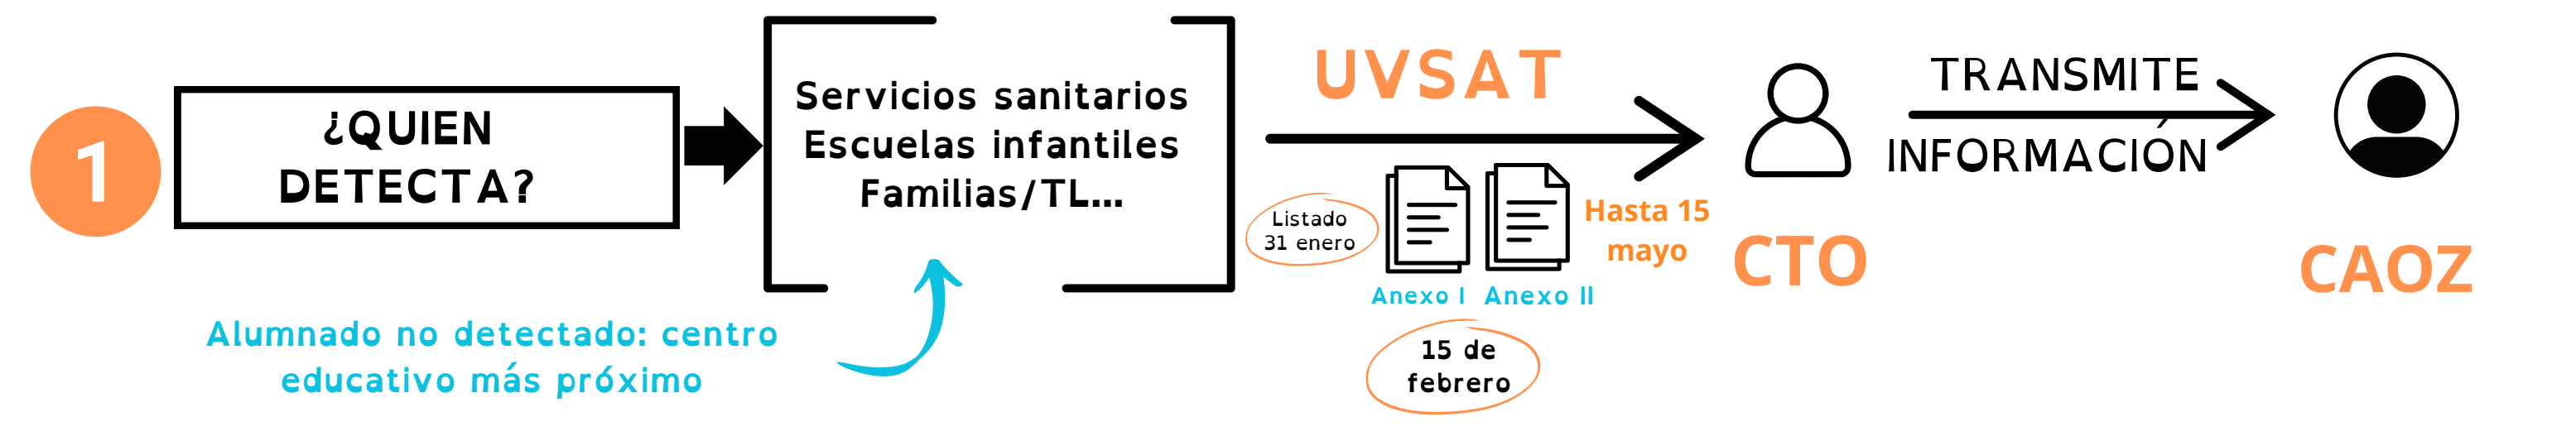 1
¿QUIEN
DETECTA?
Servicios sanitarios
Escuelas infantiles
Familias/TL...
Alumnado no detectado: centro
educativo más próximo
UVSAT
Listado
31 enero
Anexo I
Anexo II
15 de
febrero
Hasta 15
mayo
CTO
TRANSMITE
INFORMACIÓN
CAOZ